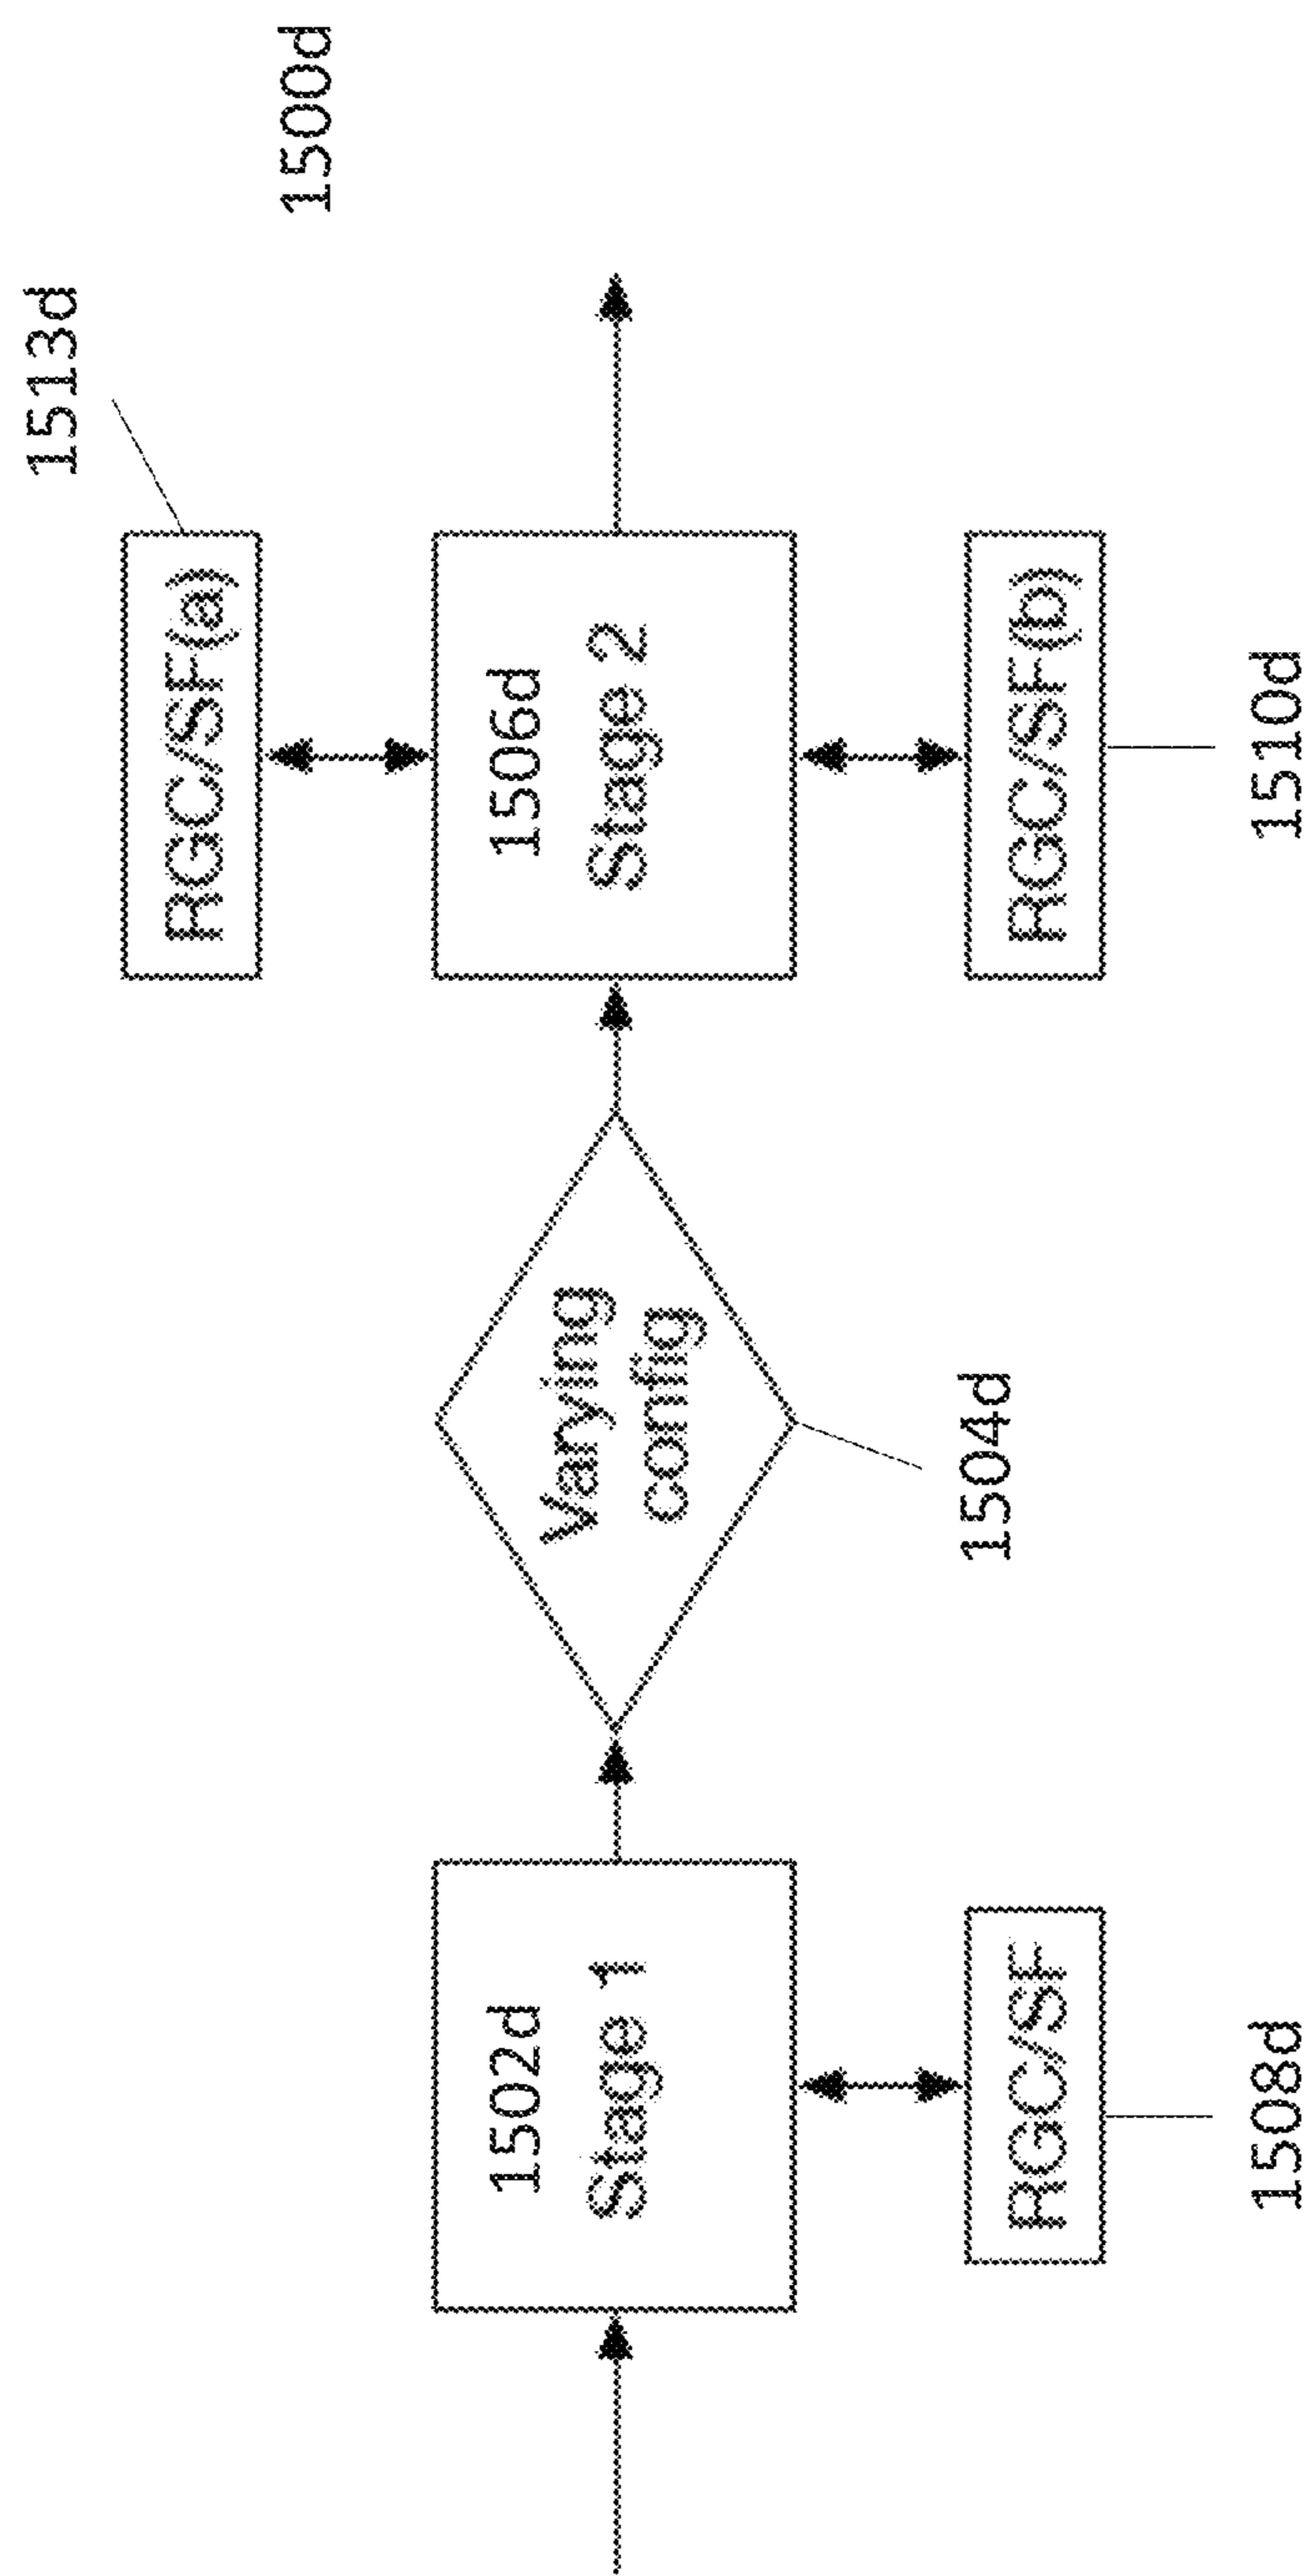 1500d
1513d
RGC/SF(a)
1502d
Stage 1
Varying
config
1506d
Stage 2
RGC/SF
RGC/SF(b)
1504d
1508d
1510d